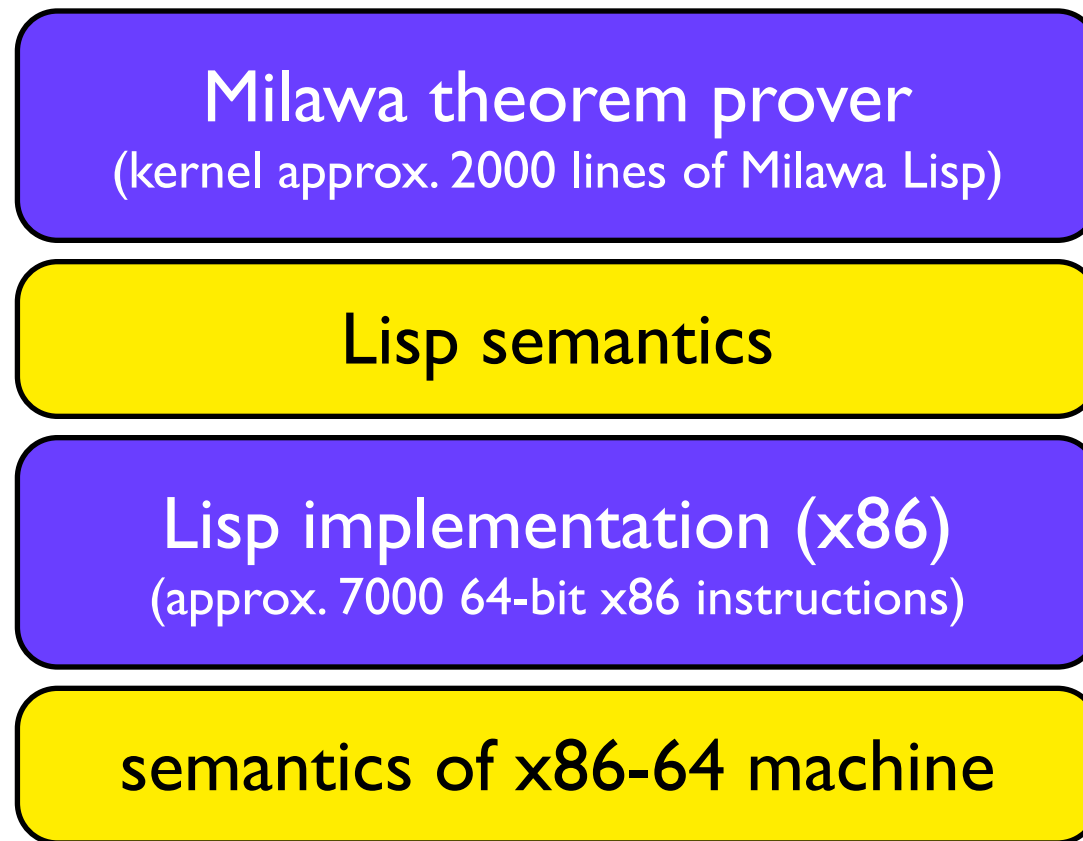 Milawa theorem prover
(kernel approx. 2000 lines of Milawa Lisp)
Lisp semantics
Lisp implementation (x86)
(approx. 7000 64-bit x86 instructions)
semantics of x86-64 machine